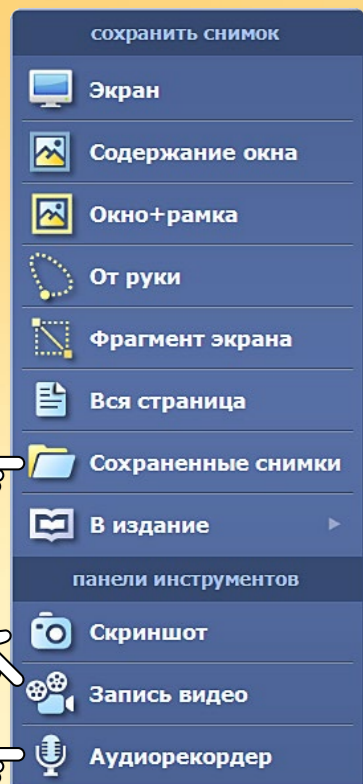 сохранить снимок
Экран
Содержание окна
Окно+рамка
От руки
Фрагмент экрана
Вся страница
Сохраненные снимки
В издание
панели инструментов
Скриншот
Запись видео
Аудиорекордер